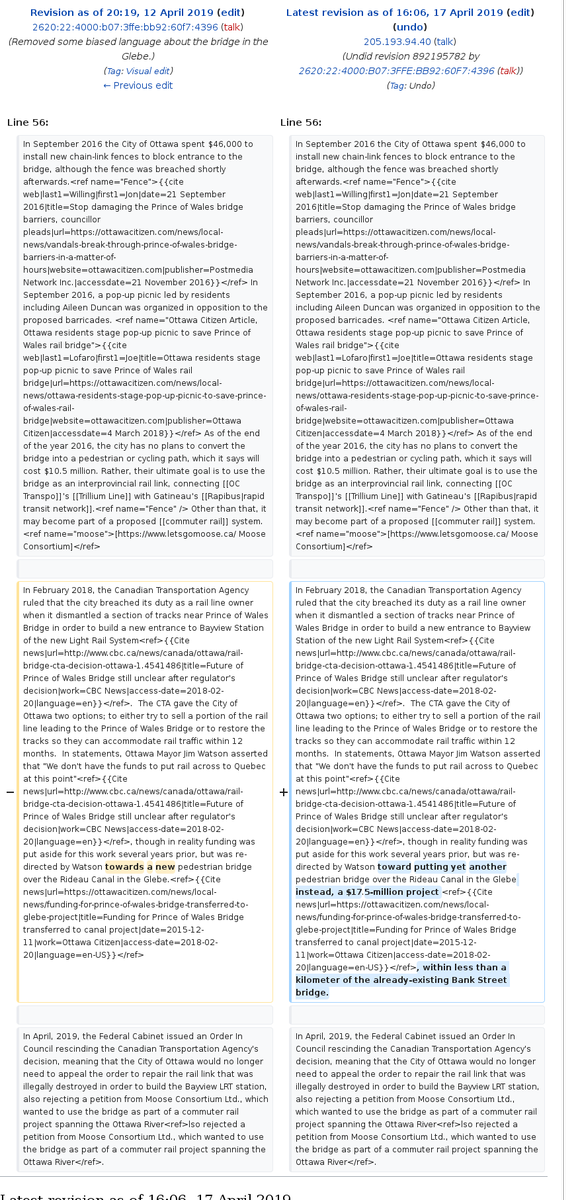 Revision as of 20:19, 12 April 2019 (edit)
2620:22:4000:b07:3ffe:bb92:60f7:4396 (talk)
(Removed some biased language about the bridge in the
Glebe.)
(Tag: Visual edit)
← Previous edit
Latest revision as of 16:06, 17 April 2019 (edit)
(undo)
205.193.94.40 (talk)
(Undid revision 892195782 by
2620:22:4000:B07:3FFE:BB92:60F7:4396 (talk))
(Tag: Undo)
Line 56:
In September 2016 the City of Ottawa spent $46,000 to
install new chain-link fences to block entrance to the
bridge, although the fence was breached shortly
afterwards.<ref name="Fence">{{cite
web|last1=Willing|first1=Jon|date=21 September
2016|title=Stop damaging the Prince of Wales bridge
barriers, councillor
pleads|url=https://ottawacitizen.com/news/local-
news/vandals-break-through-prince-of-wales-bridge-
barriers-in-a-matter-of-
hours|website=ottawacitizen.com|publisher=Postmedia
Network Inc.|accessdate=21 November 2016}}</ref> In
September 2016, a pop-up picnic led by residents
including Aileen Duncan was organized in opposition to the
proposed barricades. <ref name="Ottawa Citizen Article,
Ottawa residents stage pop-up picnic to save Prince of
Wales rail bridge">{{cite
web|last1=Lofaro|first1=Joe|title=Ottawa residents stage
pop-up picnic to save Prince of Wales rail
bridge|url=https://ottawacitizen.com/news/local-
news/ottawa-residents-stage-pop-up-picnic-to-save-prince-
of-wales-rail-
bridge|website=ottawacitizen.com|publisher=Ottawa
Citizen|accessdate=4 March 2018}}</ref> As of the end
of the year 2016, the city has no plans to convert the
bridge into a pedestrian or cycling path, which it says will
cost $10.5 million. Rather, their ultimate goal is to use the
bridge as an interprovincial rail link, connecting [[OC
Transpo]]'s [[Trillium Line]] with Gatineau's [[Rapibus|rapid
transit network]].<ref name="Fence" /> Other than that, it
may become part of a proposed [[commuter rail]] system.
<ref name="moose">[https://www.letsgomoose.ca/ Moose
Consortium]</ref>
Line 56:
In September 2016 the City of Ottawa spent $46,000 to
install new chain-link fences to block entrance to the
bridge, although the fence was breached shortly
afterwards.<ref name="Fence">{{cite
web|last1=Willing|first1=Jon|date=21 September
2016|title=Stop damaging the Prince of Wales bridge
barriers, councillor
pleads|url=https://ottawacitizen.com/news/local-
news/vandals-break-through-prince-of-wales-bridge-
barriers-in-a-matter-of-
hours|website=ottawacitizen.com|publisher=Postmedia
Network Inc.|accessdate=21 November 2016}}</ref> In
September 2016, a pop-up picnic led by residents
including Aileen Duncan was organized in opposition to the
proposed barricades. <ref name="Ottawa Citizen Article,
Ottawa residents stage pop-up picnic to save Prince of
Wales rail bridge">{{cite
web|last1=Lofaro|first1=Joe|title=Ottawa residents stage
pop-up picnic to save Prince of Wales rail
bridge|url=https://ottawacitizen.com/news/local-
news/ottawa-residents-stage-pop-up-picnic-to-save-prince-
of-wales-rail-
bridge|website=ottawacitizen.com|publisher=Ottawa
Citizen|accessdate=4 March 2018}}</ref> As of the end
of the year 2016, the city has no plans to convert the
bridge into a pedestrian or cycling path, which it says will
cost $10.5 million. Rather, their ultimate goal is to use the
bridge as an interprovincial rail link, connecting [[OC
Transpo]]'s [[Trillium Line]] with Gatineau's [[Rapibus|rapid
transit network]].<ref name="Fence" /> Other than that, it
may become part of a proposed [[commuter rail]] system.
<ref name="moose">[https://www.letsgomoose.ca/ Moose
Consortium]</ref>
−
In February 2018, the Canadian Transportation Agency
ruled that the city breached its duty as a rail line owner
when it dismantled a section of tracks near Prince of Wales
Bridge in order to build a new entrance to Bayview Station
of the new Light Rail System<ref>{{Cite
news|url=http://www.cbc.ca/news/canada/ottawa/rail-
bridge-cta-decision-ottawa-1.4541486|title=Future of
Prince of Wales Bridge still unclear after regulator's
decision|work=CBC News|access-date=2018-02-
20|language=en}}</ref>.  The CTA gave the City of
Ottawa two options; to either try to sell a portion of the rail
line leading to the Prince of Wales Bridge or to restore the
tracks so they can accommodate rail traffic within 12
months.  In statements, Ottawa Mayor Jim Watson asserted
that "We don't have the funds to put rail across to Quebec
at this point"<ref>{{Cite
news|url=http://www.cbc.ca/news/canada/ottawa/rail-
bridge-cta-decision-ottawa-1.4541486|title=Future of
Prince of Wales Bridge still unclear after regulator's
decision|work=CBC News|access-date=2018-02-
20|language=en}}</ref>, though in reality funding was
put aside for this work several years prior, but was re-
directed by Watson towards a new pedestrian bridge
over the Rideau Canal in the Glebe.<ref>{{Cite
news|url=https://ottawacitizen.com/news/local-
news/funding-for-prince-of-wales-bridge-transferred-to-
glebe-project|title=Funding for Prince of Wales Bridge
transferred to canal project|date=2015-12-
11|work=Ottawa Citizen|access-date=2018-02-
20|language=en-US}}</ref>
+
In February 2018, the Canadian Transportation Agency
ruled that the city breached its duty as a rail line owner
when it dismantled a section of tracks near Prince of Wales
Bridge in order to build a new entrance to Bayview Station
of the new Light Rail System<ref>{{Cite
news|url=http://www.cbc.ca/news/canada/ottawa/rail-
bridge-cta-decision-ottawa-1.4541486|title=Future of
Prince of Wales Bridge still unclear after regulator's
decision|work=CBC News|access-date=2018-02-
20|language=en}}</ref>.  The CTA gave the City of
Ottawa two options; to either try to sell a portion of the rail
line leading to the Prince of Wales Bridge or to restore the
tracks so they can accommodate rail traffic within 12
months.  In statements, Ottawa Mayor Jim Watson asserted
that "We don't have the funds to put rail across to Quebec
at this point"<ref>{{Cite
news|url=http://www.cbc.ca/news/canada/ottawa/rail-
bridge-cta-decision-ottawa-1.4541486|title=Future of
Prince of Wales Bridge still unclear after regulator's
decision|work=CBC News|access-date=2018-02-
20|language=en}}</ref>, though in reality funding was
put aside for this work several years prior, but was re-
directed by Watson toward putting yet another
pedestrian bridge over the Rideau Canal in the Glebe
instead, a $17.5-million project <ref>{{Cite
news|url=https://ottawacitizen.com/news/local-
news/funding-for-prince-of-wales-bridge-transferred-to-
glebe-project|title=Funding for Prince of Wales Bridge
transferred to canal project|date=2015-12-
11|work=Ottawa Citizen|access-date=2018-02-
20|language=en-US}}</ref>, within less than a
kilometer of the already-existing Bank Street
bridge.
In April, 2019, the Federal Cabinet issued an Order In
Council rescinding the Canadian Transportation Agency's
decision, meaning that the City of Ottawa would no longer
need to appeal the order to repair the rail link that was
illegally destroyed in order to build the Bayview LRT station,
also rejecting a petition from Moose Consortium Ltd., which
wanted to use the bridge as part of a commuter rail
project spanning the Ottawa River<ref>lso rejected a
petition from Moose Consortium Ltd., which wanted to use
the bridge as part of a commuter rail project spanning the
Ottawa River</ref>.
In April, 2019, the Federal Cabinet issued an Order In
Council rescinding the Canadian Transportation Agency's
decision, meaning that the City of Ottawa would no longer
need to appeal the order to repair the rail link that was
illegally destroyed in order to build the Bayview LRT station,
also rejecting a petition from Moose Consortium Ltd., which
wanted to use the bridge as part of a commuter rail
project spanning the Ottawa River<ref>lso rejected a
petition from Moose Consortium Ltd., which wanted to use
the bridge as part of a commuter rail project spanning the
Ottawa River</ref>.
Latest revision as of 16:06, 17 April 2019